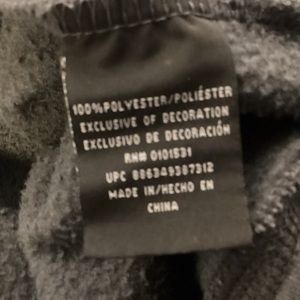 100%POLYESTER/POLIÉSTER
EXCLUSIVE OF DECORATION
EXCLUSIVO DE DECORACIÓN
RN# 0101531
UPC 886349387312
MADE IN/HECHO EN
CHINA